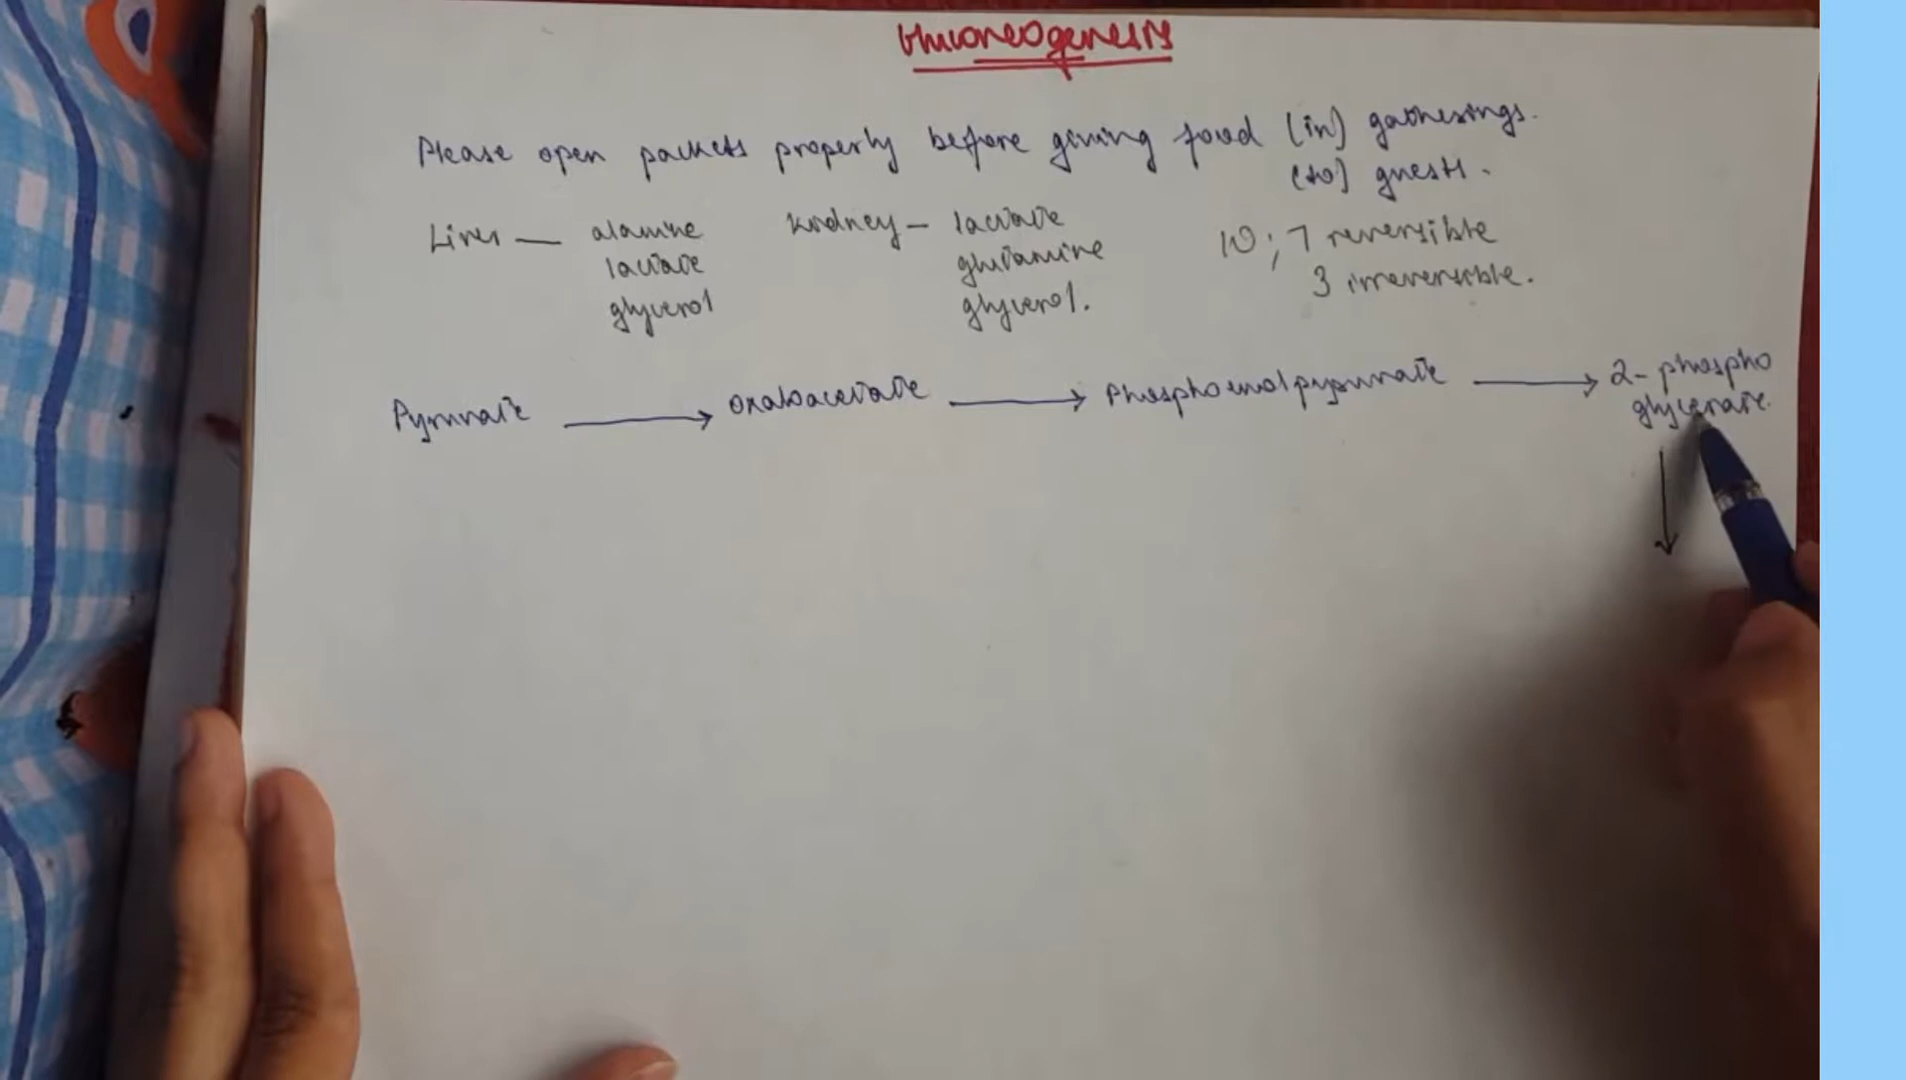 Gluconeogenesis
Please open packets properly before giving food (in) gatherings.
(to) guests.
Liver — alanine
lactate
glycerol
Kidney – lactate
glutamine
glycerol.
10; 7 reversible
3 irreversible.
Pyruvate → Oxaloacetate → Phosphoenolpyruvate → 2-phospho
glycerate.